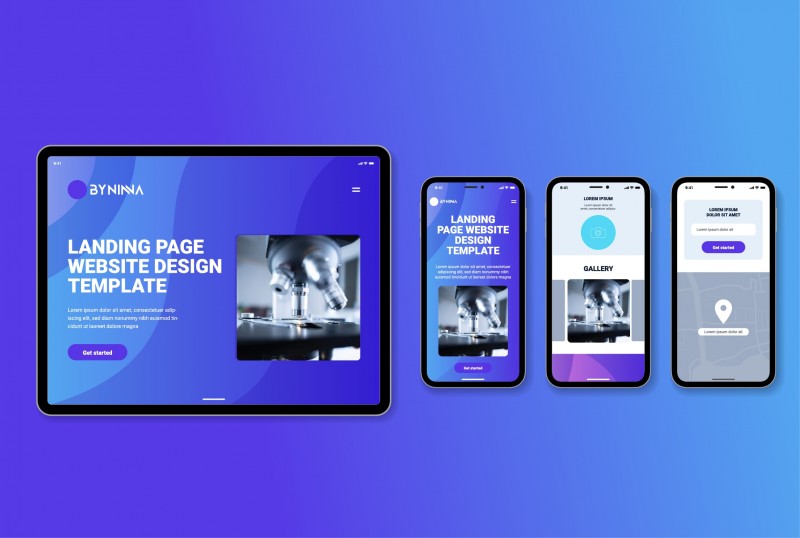 9:41
BYNINNA
LANDING PAGE
WEBSITE DESIGN
TEMPLATE
Lorem ipsum dolor sit amet, consectetuer adip-
iscing elit, sed diam nonummy nibh euismod tin-
cidunt ut laoreet dolore magna
Get started
9:41
BYNINNA
LANDING
PAGE WEBSITE
DESIGN
TEMPLATE
Lorem ipsum dolor sit amet, consectetuer
adipiscing elit, sed diam nonummy nibh
euismod tincidunt ut laoreet dolore magna
Get started
9:41
LOREM IPSUM
Lorem ipsum dolor sit
amet, consectetuer adipisc
GALLERY
9:41
LOREM IPSUM
DOLOR SIT AMET
Lorem ipsum dolor sit
Get started
Lorem ipsum dolor sit